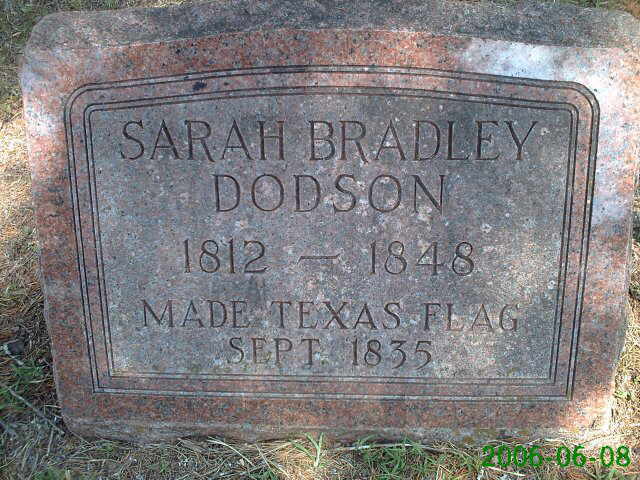 SARAH BRADLEY
DODSON
1812 — 1848
MADE TEXAS FLAG
SEPT. 1835
2006-06-08